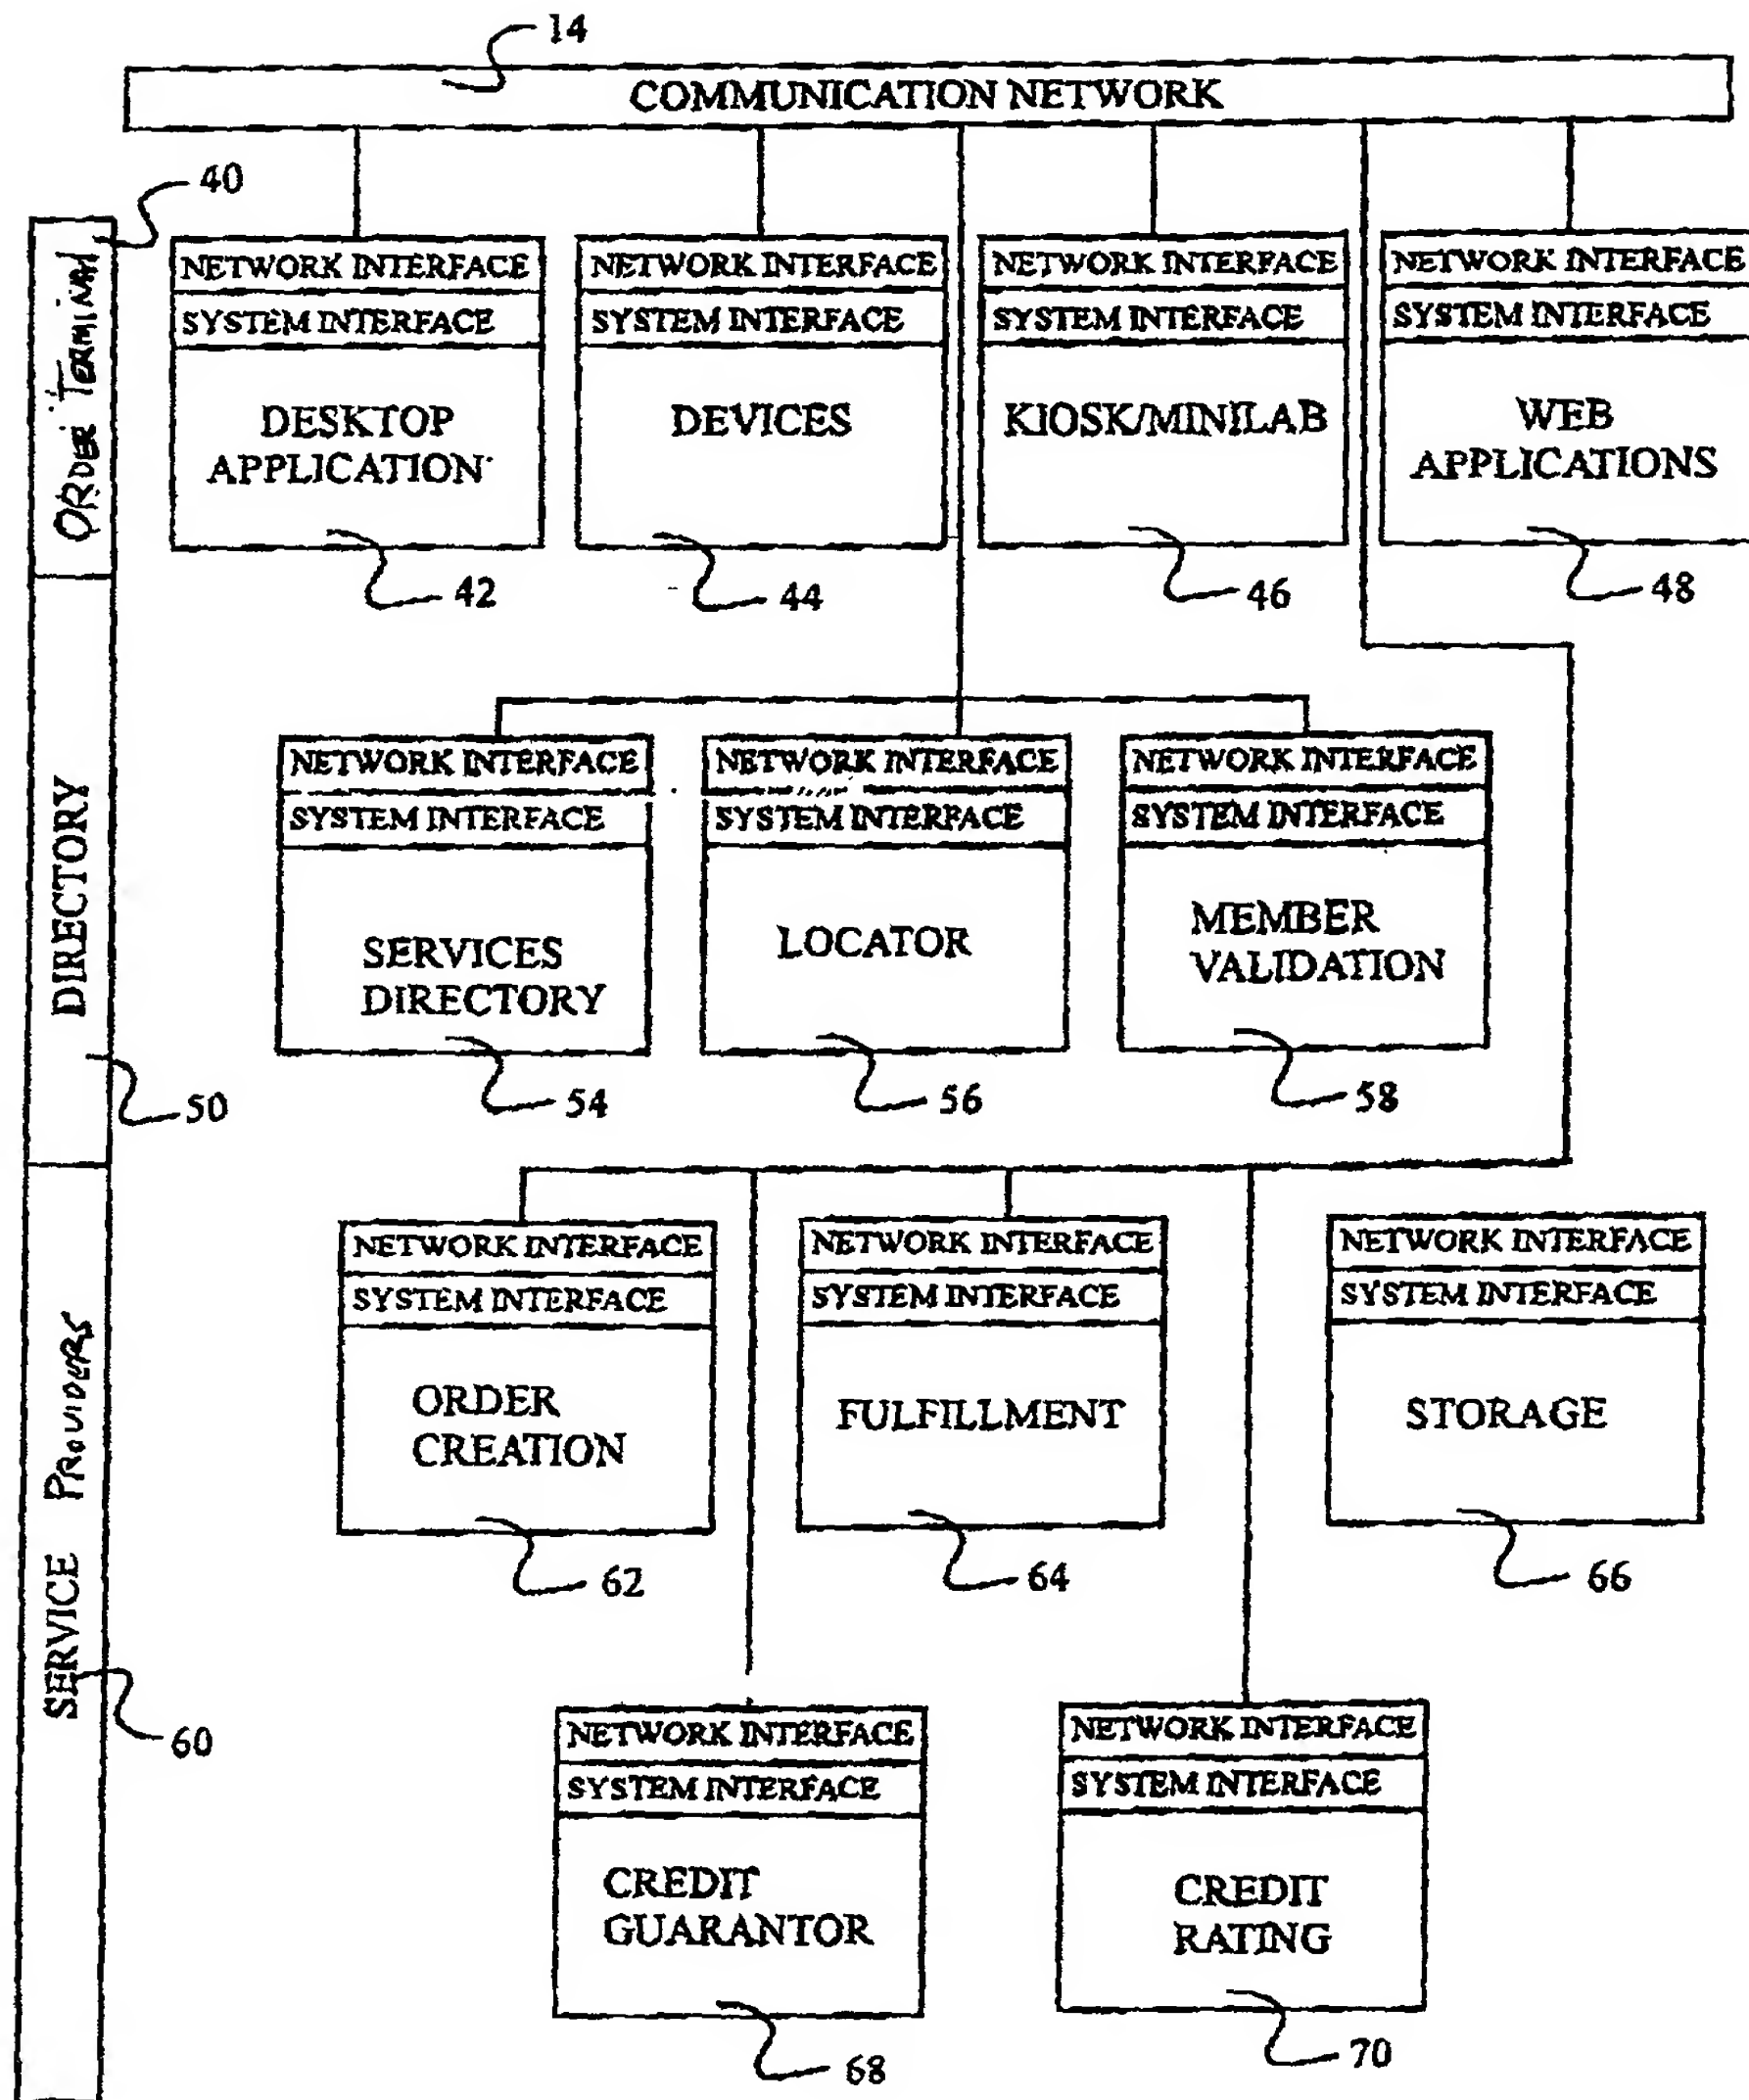 14
COMMUNICATION NETWORK
40
ORDER TERMINAL
NETWORK INTERFACE
SYSTEM INTERFACE
DESKTOP
APPLICATION
42
NETWORK INTERFACE
SYSTEM INTERFACE
DEVICES
44
NETWORK INTERFACE
SYSTEM INTERFACE
KIOSK/MINILAB
46
NETWORK INTERFACE
SYSTEM INTERFACE
WEB
APPLICATIONS
48
DIRECTORY
50
NETWORK INTERFACE
SYSTEM INTERFACE
SERVICES
DIRECTORY
54
NETWORK INTERFACE
SYSTEM INTERFACE
LOCATOR
56
NETWORK INTERFACE
SYSTEM INTERFACE
MEMBER
VALIDATION
58
SERVICE PROVIDERS
60
NETWORK INTERFACE
SYSTEM INTERFACE
ORDER
CREATION
62
NETWORK INTERFACE
SYSTEM INTERFACE
FULFILLMENT
64
NETWORK INTERFACE
SYSTEM INTERFACE
STORAGE
66
NETWORK INTERFACE
SYSTEM INTERFACE
CREDIT
GUARANTOR
68
NETWORK INTERFACE
SYSTEM INTERFACE
CREDIT
RATING
70